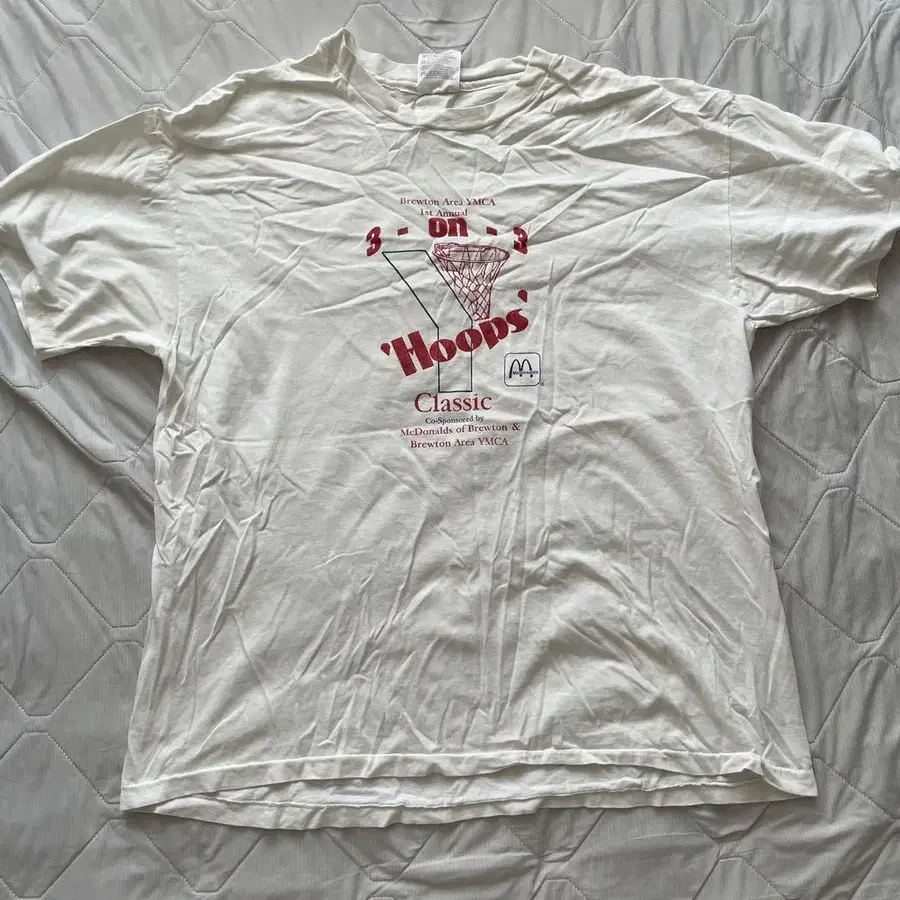 Brewton Area YMCA
1st Annual
3 - on - 3
'Hoops'
McDonald's
®
Classic
Co-Sponsored by
McDonalds of Brewton &
Brewton Area YMCA